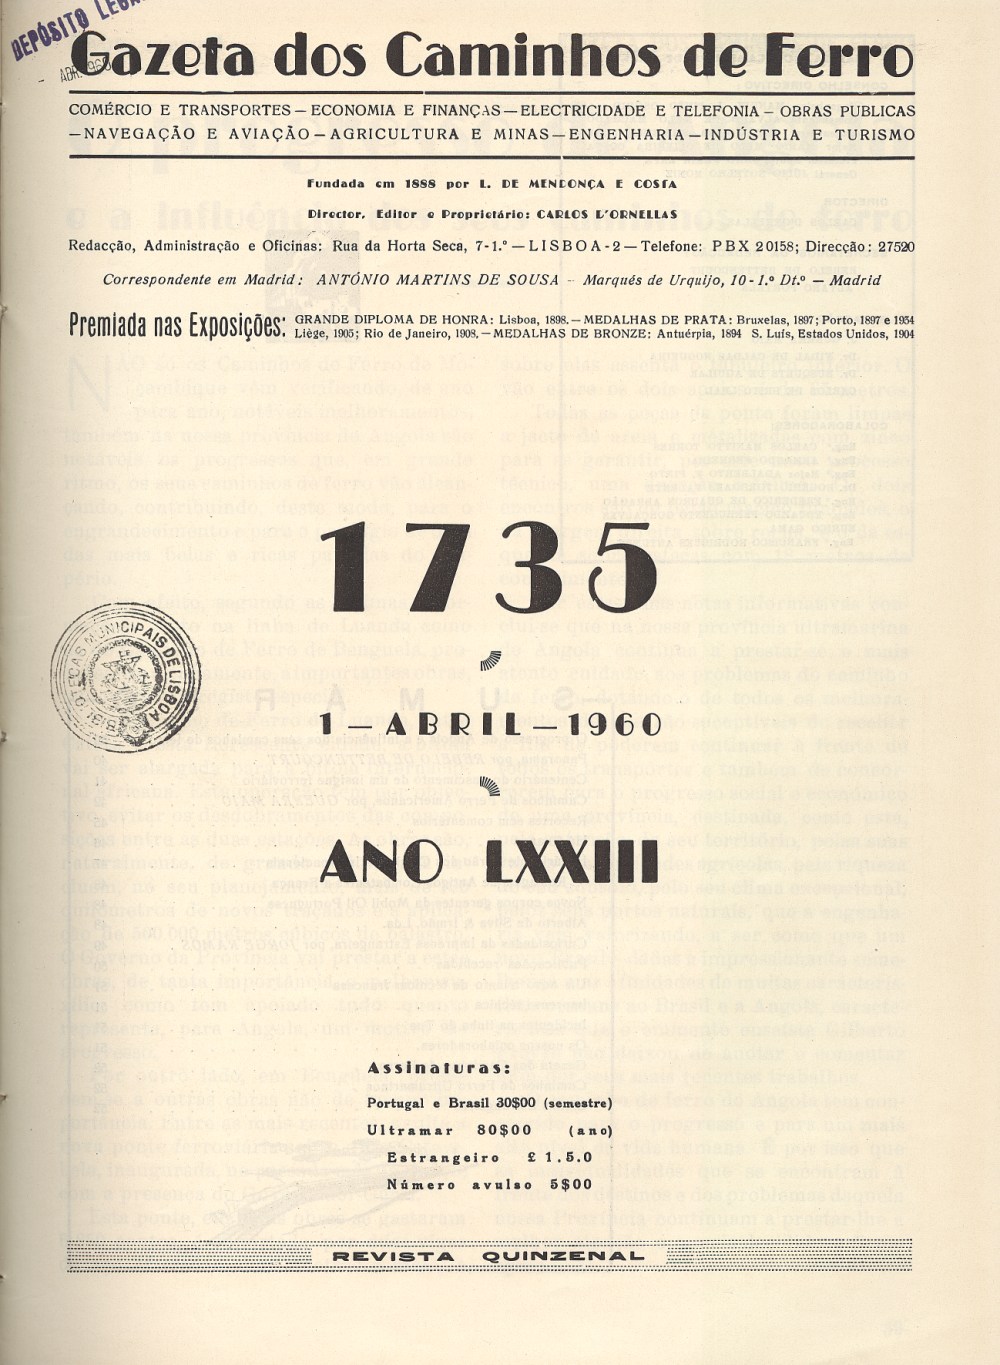 DEPÓSITO LEGAL
Gazeta dos Caminhos de Ferro
COMÉRCIO E TRANSPORTES — ECONOMIA E FINANÇAS — ELECTRICIDADE E TELEFONIA — OBRAS PUBLICAS
— NAVEGAÇÃO E AVIAÇÃO — AGRICULTURA E MINAS — ENGENHARIA — INDÚSTRIA E TURISMO
Fundada em 1888 por L. DE MENDONÇA E COSTA
Director, Editor e Proprietário: CARLOS D'ORNELLAS
Redacção, Administração e Oficinas: Rua da Horta Seca, 7-1.º — LISBOA-2 — Telefone: PBX 20158; Direcção: 27520
Correspondente em Madrid: ANTÓNIO MARTINS DE SOUSA - Marqués de Urquijo, 10-1.º Dt.º — Madrid
Premiada nas Exposições: GRANDE DIPLOMA DE HONRA: Lisboa, 1898. — MEDALHAS DE PRATA: Bruxelas, 1897; Porto, 1897 e 1934
Liège, 1905; Rio de Janeiro, 1908. — MEDALHAS DE BRONZE: Antuérpia, 1894 S. Luís, Estados Unidos, 1904
1735
1 — ABRIL — 1960
BIBLIOTECAS MUNICIPAIS DE LISBOA
ANO LXXIII
Assinaturas:
Portugal e Brasil 30$00 (semestre)
Ultramar 80$00 (ano)
Estrangeiro £ 1.5.0
Número avulso 5$00
REVISTA QUINZENAL